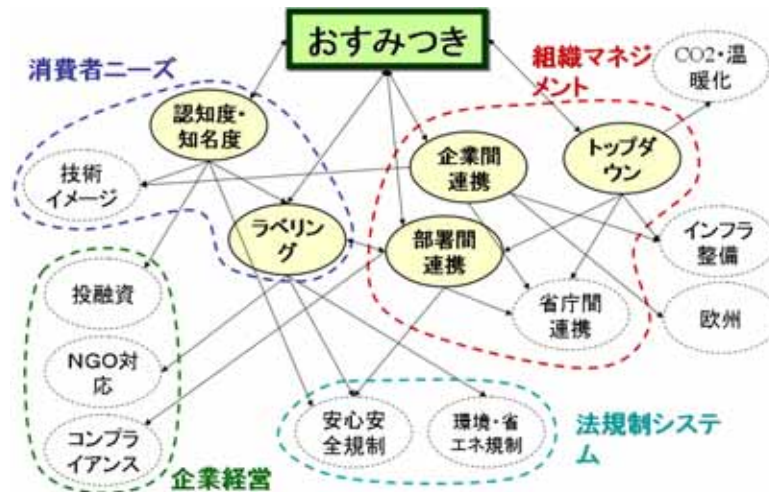 おすみつき
消費者ニーズ
組織マネジ
メント
CO2・温
暖化
認知度・
知名度
企業間
連携
トップダ
ウン
技術
イメージ
ラベリン
グ
部署間
連携
インフラ
整備
投融資
省庁間
連携
欧州
NGO対
応
安心安
全規制
環境・省
エネ規制
法規制システ
ム
コンプラ
イアンス
企業経営